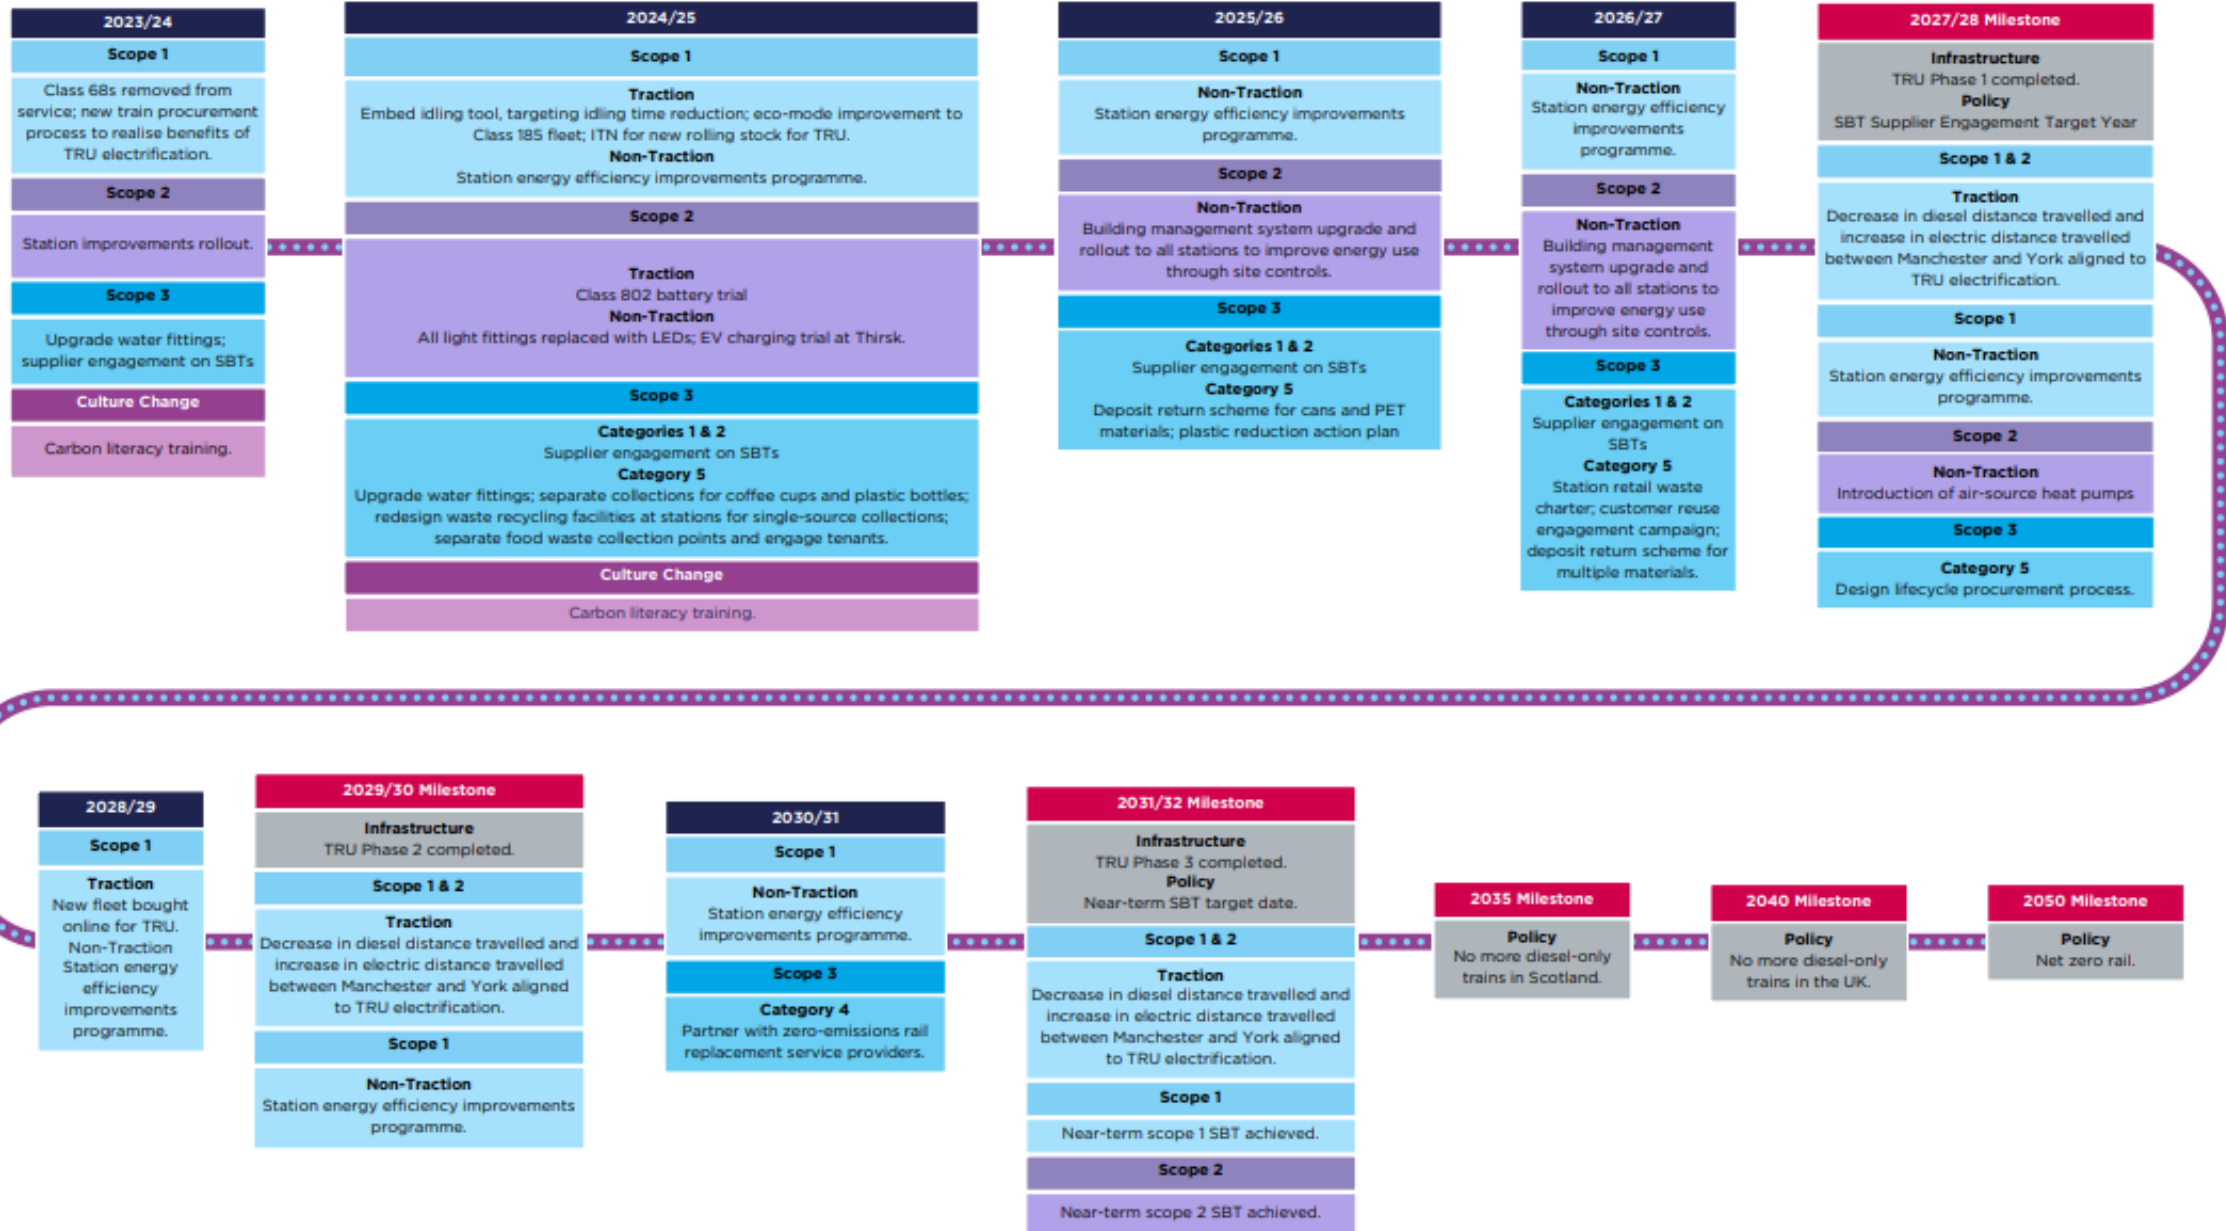 2023/24
Scope 1
Class 68s removed from
service; new train procurement
process to realise benefits of
TRU electrification.
Scope 2
Station improvements rollout.
Scope 3
Upgrade water fittings;
supplier engagement on SBTs
Culture Change
Carbon literacy training.
2024/25
Scope 1
Traction
Embed idling tool, targeting idling time reduction; eco-mode improvement to
Class 185 fleet; ITN for new rolling stock for TRU.
Non-Traction
Station energy efficiency improvements programme.
Scope 2
Traction
Class 802 battery trial
Non-Traction
All light fittings replaced with LEDs; EV charging trial at Thirsk.
Scope 3
Categories 1 & 2
Supplier engagement on SBTs
Category 5
Upgrade water fittings; separate collections for coffee cups and plastic bottles;
redesign waste recycling facilities at stations for single-source collections;
separate food waste collection points and engage tenants.
Culture Change
Carbon literacy training.
2025/26
Scope 1
Non-Traction
Station energy efficiency improvements
programme.
Scope 2
Non-Traction
Building management system upgrade and
rollout to all stations to improve energy use
through site controls.
Scope 3
Categories 1 & 2
Supplier engagement on SBTs
Category 5
Deposit return scheme for cans and PET
materials; plastic reduction action plan
2026/27
Scope 1
Non-Traction
Station energy efficiency
improvements
programme.
Scope 2
Non-Traction
Building management
system upgrade and
rollout to all stations to
improve energy use
through site controls.
Scope 3
Categories 1 & 2
Supplier engagement on
SBTs
Category 5
Station retail waste
charter; customer reuse
engagement campaign;
deposit return scheme for
multiple materials.
2027/28 Milestone
Infrastructure
TRU Phase 1 completed.
Policy
SBT Supplier Engagement Target Year
Scope 1 & 2
Traction
Decrease in diesel distance travelled and
increase in electric distance travelled
between Manchester and York aligned to
TRU electrification.
Scope 1
Non-Traction
Station energy efficiency improvements
programme.
Scope 2
Non-Traction
Introduction of air-source heat pumps
Scope 3
Category 5
Design lifecycle procurement process.
2028/29
Scope 1
Traction
New fleet bought
online for TRU.
Non-Traction
Station energy
efficiency
improvements
programme.
2029/30 Milestone
Infrastructure
TRU Phase 2 completed.
Scope 1 & 2
Traction
Decrease in diesel distance travelled and
increase in electric distance travelled
between Manchester and York aligned
to TRU electrification.
Scope 1
Non-Traction
Station energy efficiency improvements
programme.
2030/31
Scope 1
Non-Traction
Station energy efficiency
improvements programme.
Scope 3
Category 4
Partner with zero-emissions rail
replacement service providers.
2031/32 Milestone
Infrastructure
TRU Phase 3 completed.
Policy
Near-term SBT target date.
Scope 1 & 2
Traction
Decrease in diesel distance travelled and
increase in electric distance travelled
between Manchester and York aligned
to TRU electrification.
Scope 1
Near-term scope 1 SBT achieved.
Scope 2
Near-term scope 2 SBT achieved.
2035 Milestone
Policy
No more diesel-only
trains in Scotland.
2040 Milestone
Policy
No more diesel-only
trains in the UK.
2050 Milestone
Policy
Net zero rail.